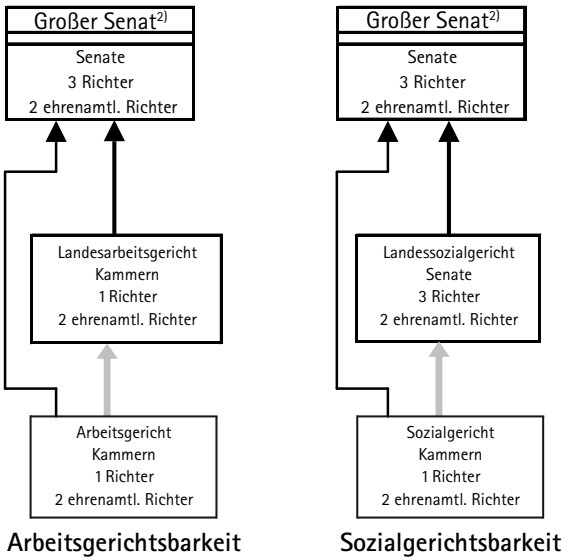 Großer Senat2)
Senate
3 Richter
2 ehrenamtl. Richter
Landesarbeitsgericht
Kammern
1 Richter
2 ehrenamtl. Richter
Arbeitsgericht
Kammern
1 Richter
2 ehrenamtl. Richter
Arbeitsgerichtsbarkeit
Großer Senat2)
Senate
3 Richter
2 ehrenamtl. Richter
Landessozialgericht
Senate
3 Richter
2 ehrenamtl. Richter
Sozialgericht
Kammern
1 Richter
2 ehrenamtl. Richter
Sozialgerichtsbarkeit